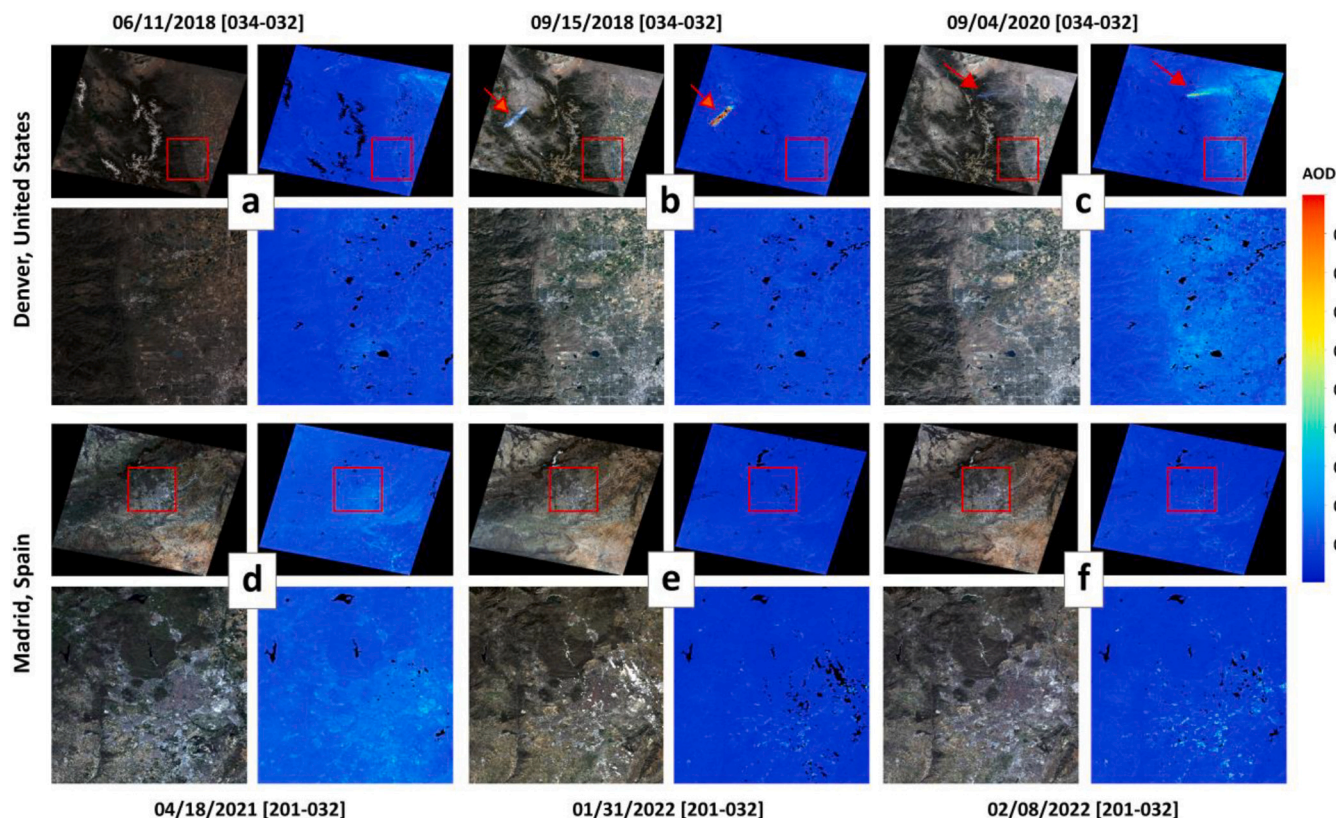 06/11/2018 [034-032]
09/15/2018 [034-032]
09/04/2020 [034-032]
Denver, United States
a
b
c
AOD
Madrid, Spain
d
e
f
04/18/2021 [201-032]
01/31/2022 [201-032]
02/08/2022 [201-032]